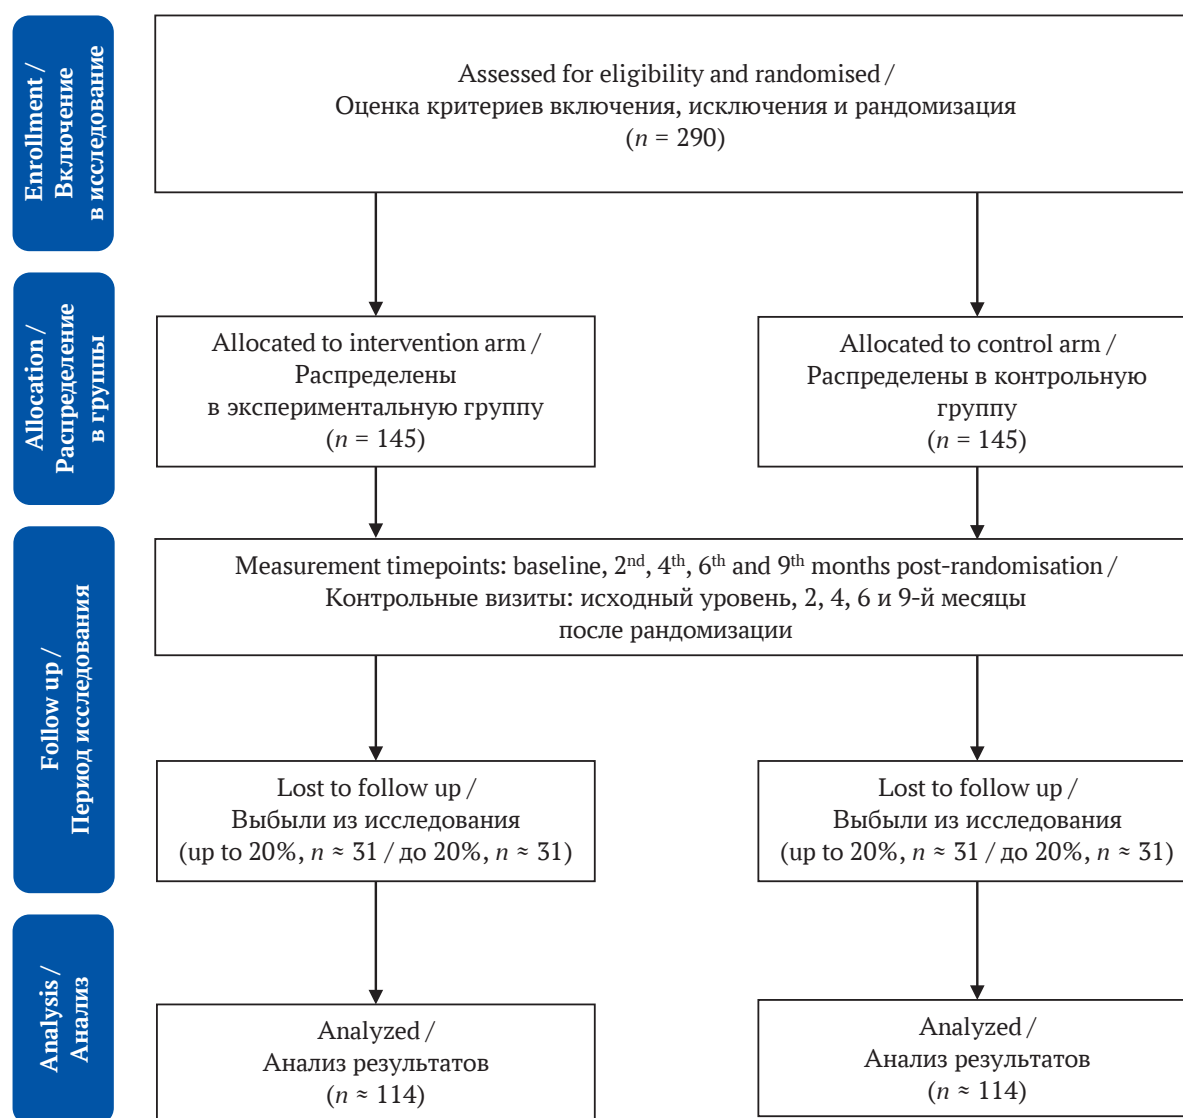 Enrollment /
Включение
в исследование
Assessed for eligibility and randomised /
Оценка критериев включения, исключения и рандомизация
(n = 290)
Allocation /
Распределение
в группы
Allocated to intervention arm /
Распределены
в экспериментальную группу
(n = 145)
Allocated to control arm /
Распределены в контрольную
группу
(n = 145)
Follow up /
Период исследования
Measurement timepoints: baseline, 2nd, 4th, 6th and 9th months post-randomisation /
Контрольные визиты: исходный уровень, 2, 4, 6 и 9-й месяцы
после рандомизации
Lost to follow up /
Выбыли из исследования
(up to 20%, n ≈ 31 / до 20%, n ≈ 31)
Lost to follow up /
Выбыли из исследования
(up to 20%, n ≈ 31 / до 20%, n ≈ 31)
Analysis /
Анализ
Analyzed /
Анализ результатов
(n ≈ 114)
Analyzed /
Анализ результатов
(n ≈ 114)